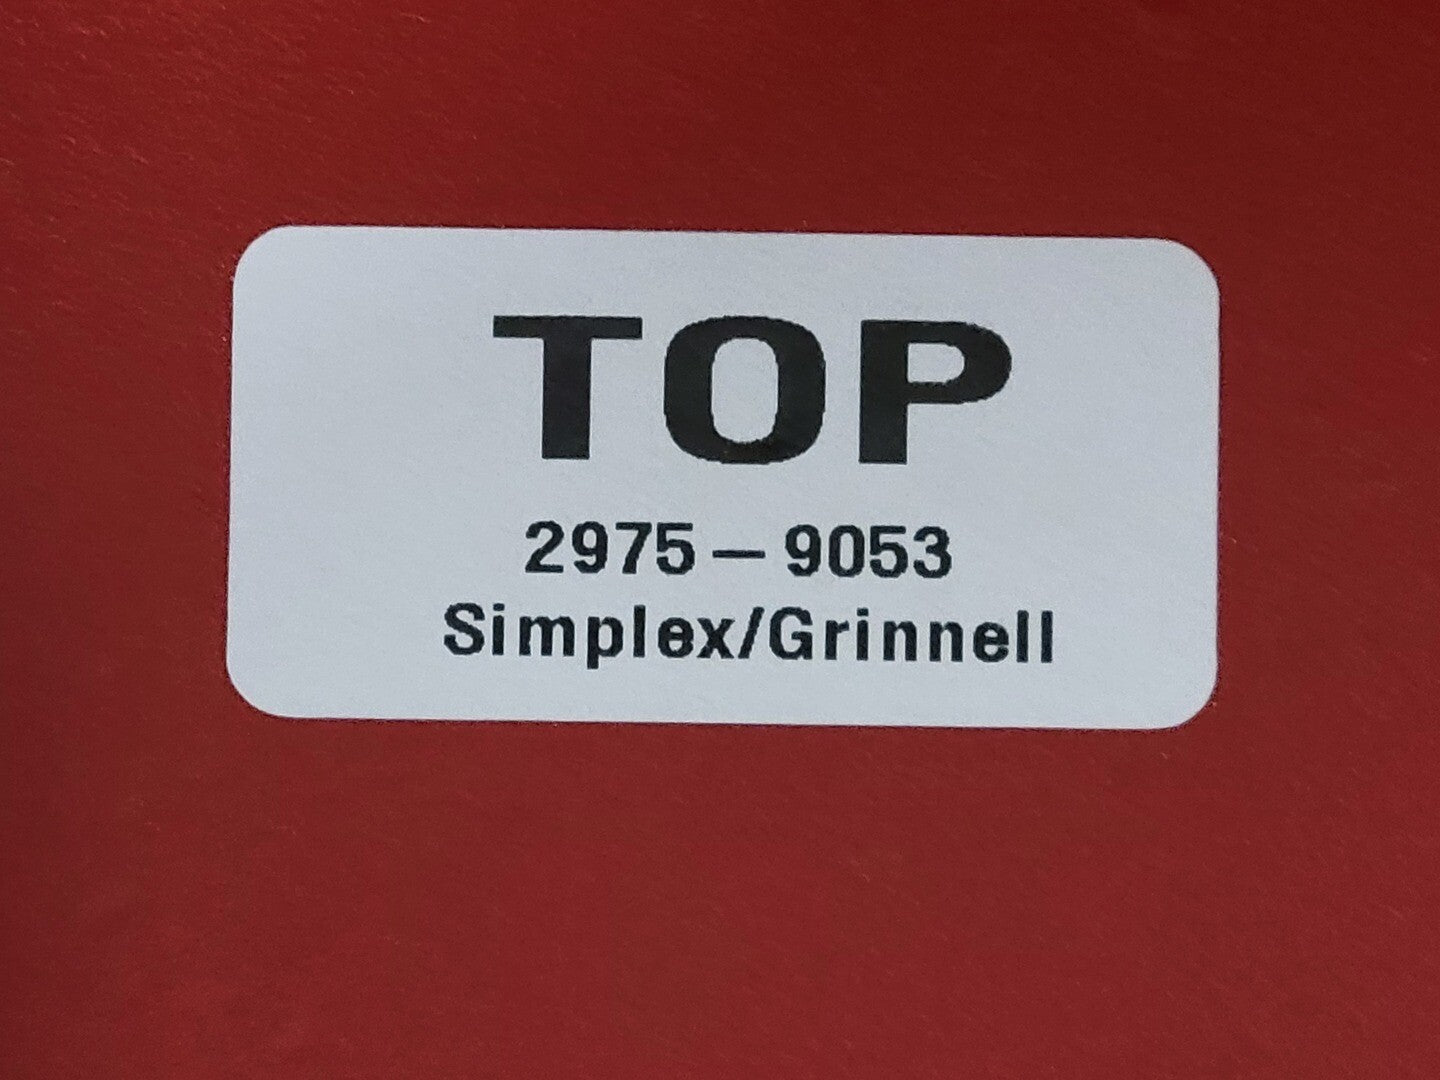 TOP
2975 – 9053
Simplex/Grinnell